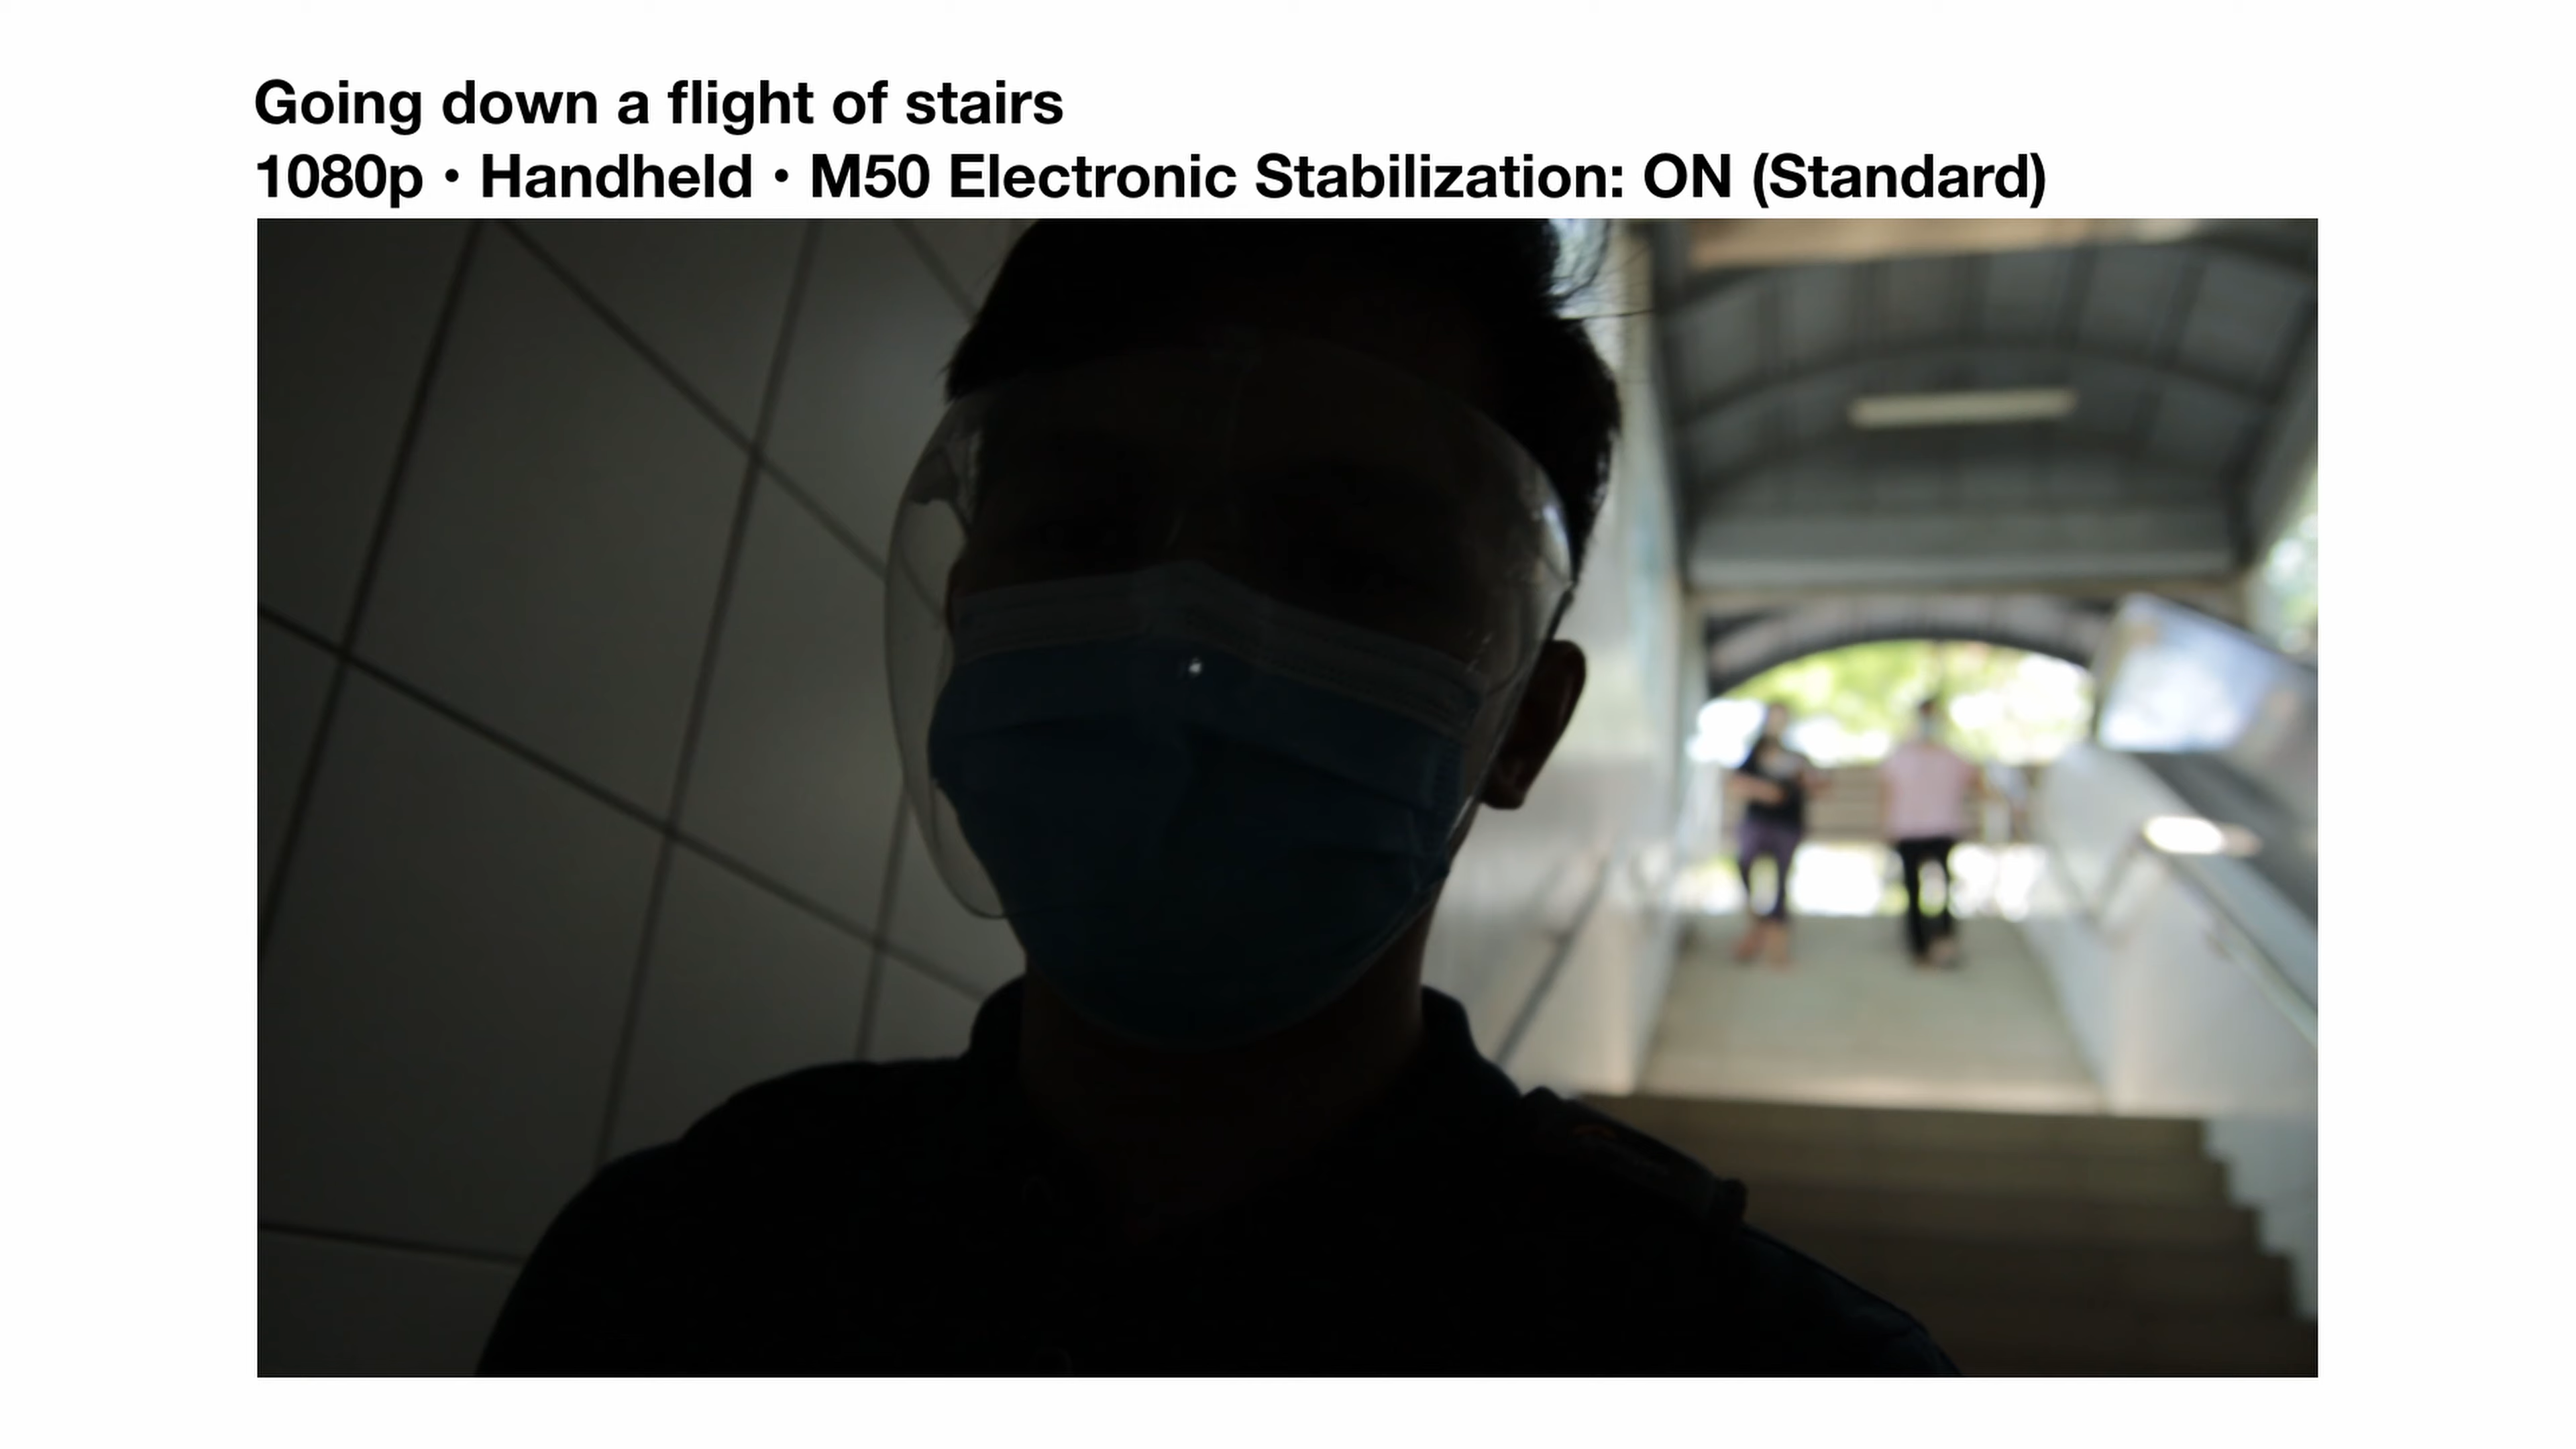 Going down a flight of stairs
1080p • Handheld • M50 Electronic Stabilization: ON (Standard)